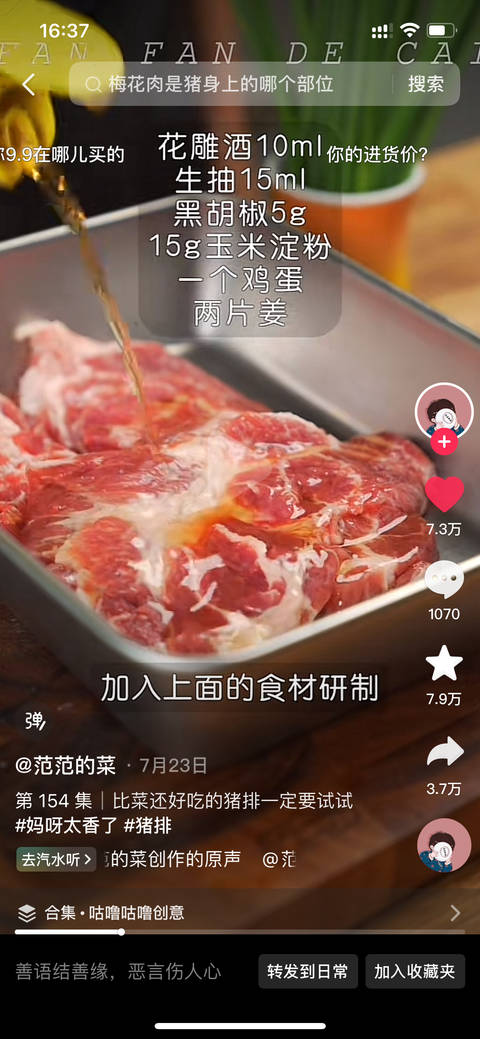 16:37
FAN FAN DE CAI
梅花肉是猪身上的哪个部位
搜索
你9.9在哪儿买的
你的进货价?
花雕酒10ml
生抽15ml
黑胡椒5g
15g玉米淀粉
一个鸡蛋
两片姜
7.3万
1070
7.9万
3.7万
加入上面的食材研制
弹
@范范的菜 · 7月23日
第 154 集｜比菜还好吃的猪排一定要试试
#妈呀太香了 #猪排
去汽水听 > 的菜创作的原声 @范
合集 • 咕噜咕噜创意
善语结善缘，恶言伤人心
转发到日常
加入收藏夹